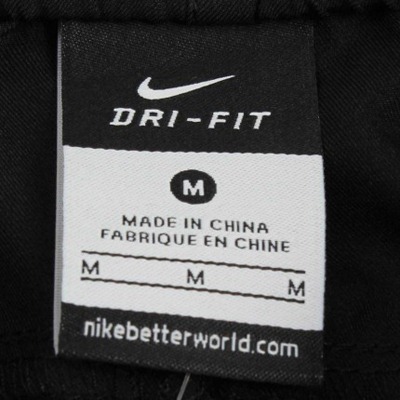 DRI-FIT
M
MADE IN CHINA
FABRIQUE EN CHINE
M M M
nikebetterworld.com